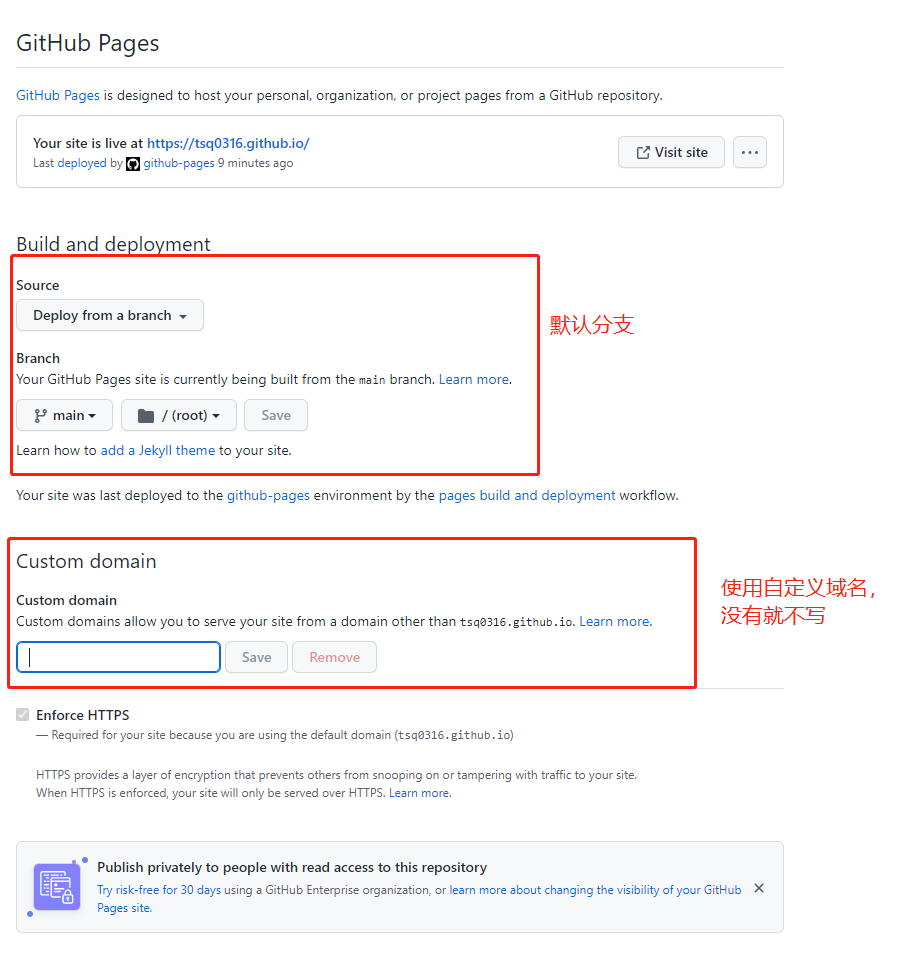 GitHub Pages
GitHub Pages is designed to host your personal, organization, or project pages from a GitHub repository.
Your site is live at https://tsq0316.github.io/
Last deployed by github-pages 9 minutes ago
Visit site
Build and deployment
Source
Deploy from a branch
默认分支
Branch
Your GitHub Pages site is currently being built from the main branch. Learn more.
main / (root) Save
Learn how to add a Jekyll theme to your site.
Your site was last deployed to the github-pages environment by the pages build and deployment workflow.
Custom domain
Custom domain
Custom domains allow you to serve your site from a domain other than tsq0316.github.io. Learn more.
Save Remove
使用自定义域名，
没有就不写
Enforce HTTPS
— Required for your site because you are using the default domain (tsq0316.github.io)
HTTPS provides a layer of encryption that prevents others from snooping on or tampering with traffic to your site.
When HTTPS is enforced, your site will only be served over HTTPS. Learn more.
Publish privately to people with read access to this repository
Try risk-free for 30 days using a GitHub Enterprise organization, or learn more about changing the visibility of your GitHub
Pages site.